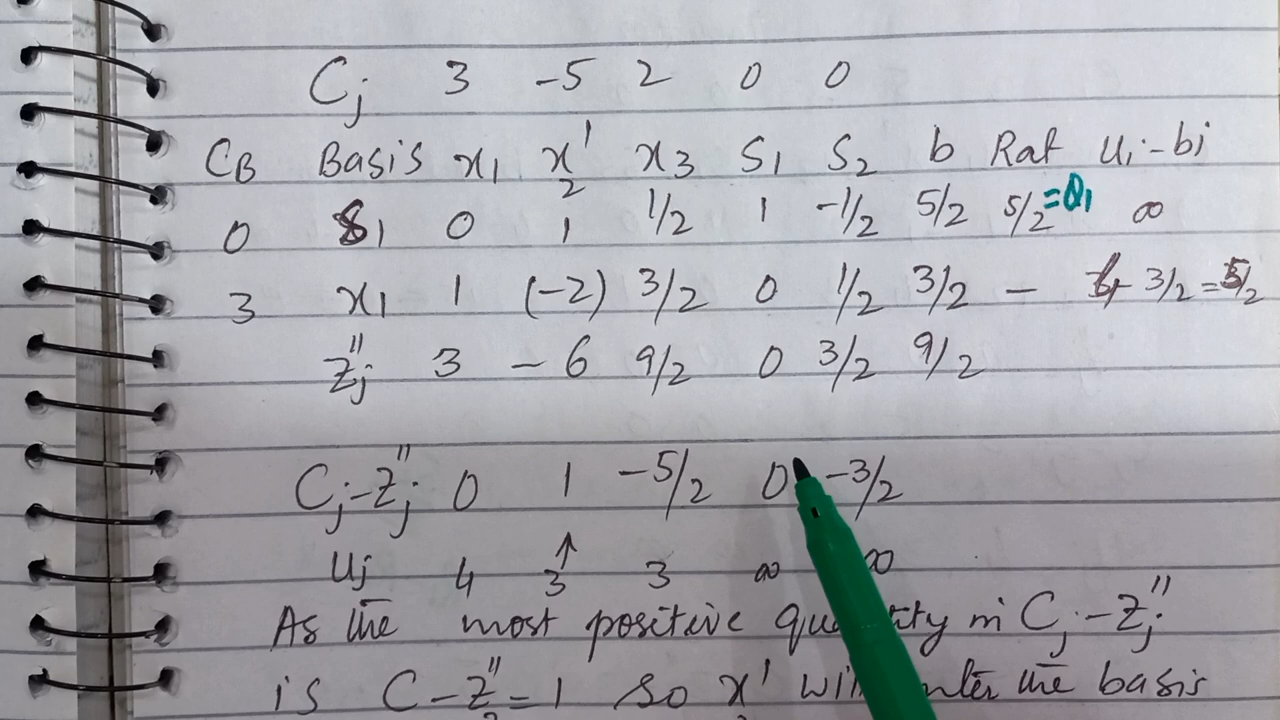 Cj 3 -5 2 0 0
CB Basis x1 x'2 x3 S1 S2 b Rat ui-bi
0 S1 0 1 1/2 1 -1/2 5/2 5/2=θ1 ∞
3 x1 1 (-2) 3/2 0 1/2 3/2 - 3/2=5/2
Zj'' 3 -6 9/2 0 3/2 9/2
Cj-Zj'' 0 1 -5/2 0 -3/2
↑
Uj 4 3 3 ∞ ∞
As the most positive in Cj-Zj''
is C-Z''=1 so x' the basis